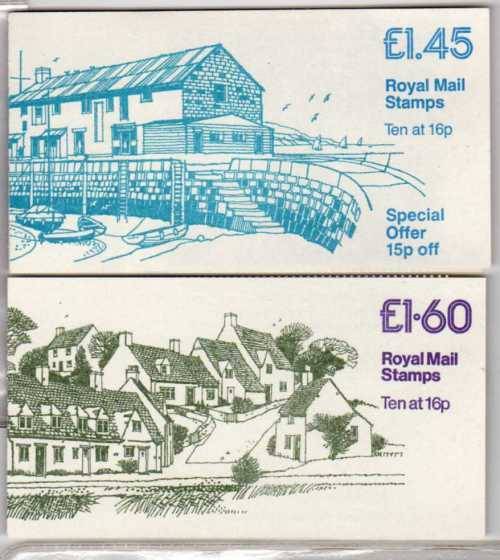 £1.45
Royal Mail
Stamps
Ten at 16p
Special
Offer
15p off
£1·60
Royal Mail
Stamps
Ten at 16p